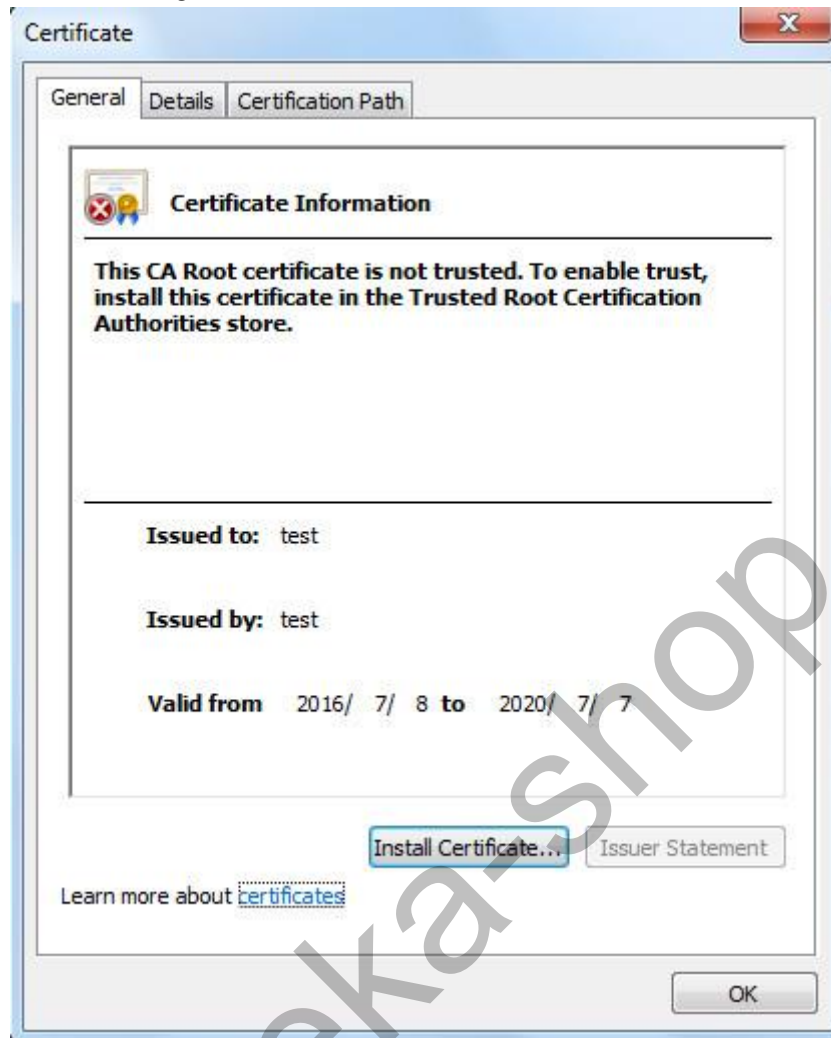 Certificate
General Details Certification Path
Certificate Information
This CA Root certificate is not trusted. To enable trust,
install this certificate in the Trusted Root Certification
Authorities store.
Issued to: test
Issued by: test
Valid from 2016/ 7/ 8 to 2020/ 7/ 7
Install Certificate... Issuer Statement
Learn more about certificates
OK
eka-shop